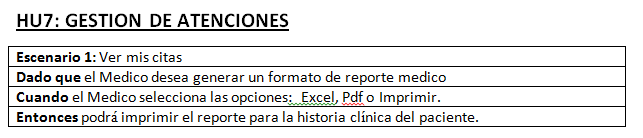 HU7: GESTION DE ATENCIONES
Escenario 1: Ver mis citas
Dado que el Medico desea generar un formato de reporte medico
Cuando el Medico selecciona las opciones:  Excel, Pdf o Imprimir.
Entonces podrá imprimir el reporte para la historia clínica del paciente.